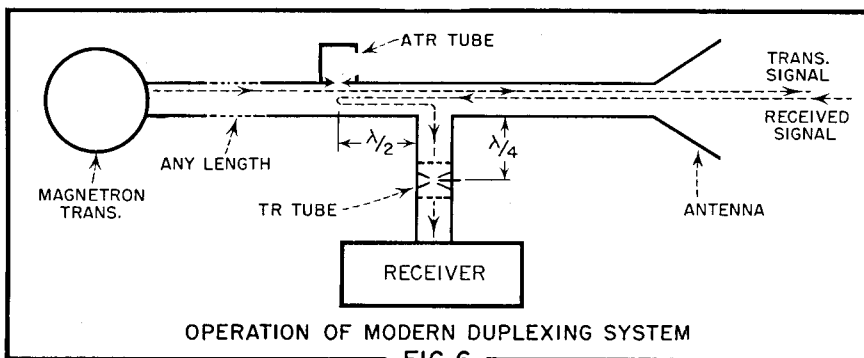 ATR TUBE
TRANS.
SIGNAL
RECEIVED
SIGNAL
λ/2
λ/4
ANY LENGTH
MAGNETRON
TRANS.
TR TUBE
ANTENNA
RECEIVER
OPERATION OF MODERN DUPLEXING SYSTEM
FIG 6